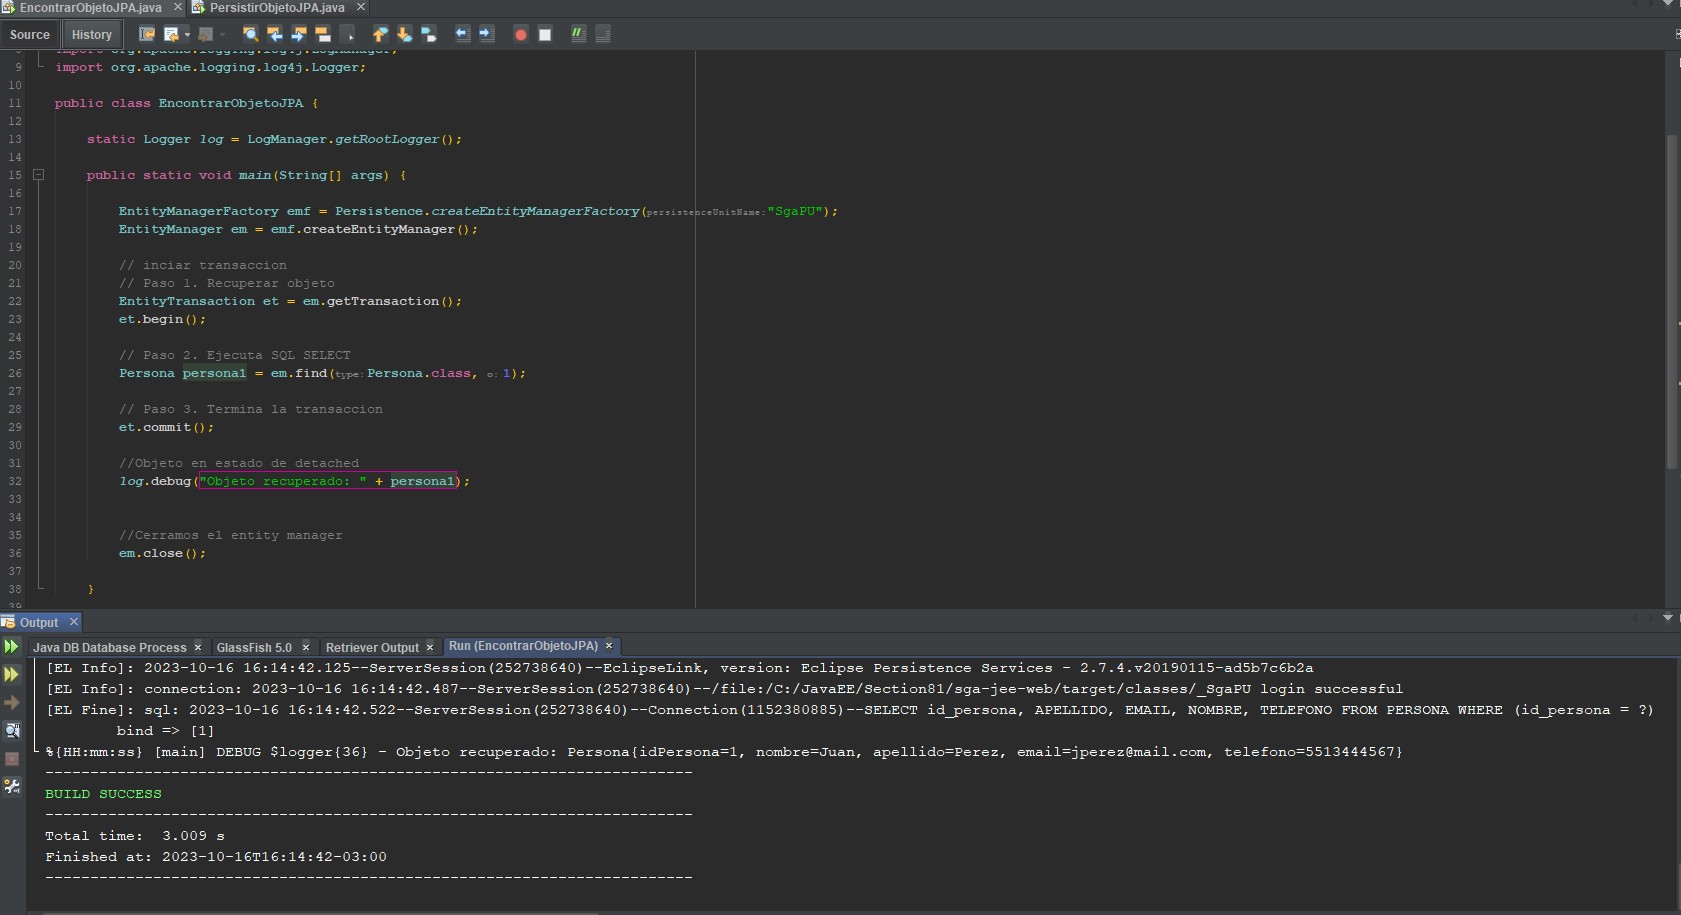 EncontrarObjetoJPA.java × PersistirObjetoJPA.java ×
Source History
import org.apache.logging.log4j.LogManager;
9 import org.apache.logging.log4j.Logger;
10
11 public class EncontrarObjetoJPA {
12
13 static Logger log = LogManager.getRootLogger();
14
15 public static void main(String[] args) {
16
17 EntityManagerFactory emf = Persistence.createEntityManagerFactory(persistenceUnitName:"SgaPU");
18 EntityManager em = emf.createEntityManager();
19
20 // inciar transaccion
21 // Paso 1. Recuperar objeto
22 EntityTransaction et = em.getTransaction();
23 et.begin();
24
25 // Paso 2. Ejecuta SQL SELECT
26 Persona persona1 = em.find(type:Persona.class, o:1);
27
28 // Paso 3. Termina la transaccion
29 et.commit();
30
31 //Objeto en estado de detached
32 log.debug("Objeto recuperado: " + persona1);
33
34
35 //Cerramos el entity manager
36 em.close();
37
38 }
39
Output ×
Java DB Database Process × GlassFish 5.0 × Retriever Output × Run (EncontrarObjetoJPA) ×
[EL Info]: 2023-10-16 16:14:42.125--ServerSession(252738640)--EclipseLink, version: Eclipse Persistence Services - 2.7.4.v20190115-ad5b7c6b2a
[EL Info]: connection: 2023-10-16 16:14:42.487--ServerSession(252738640)--/file:/C:/JavaEE/Section81/sga-jee-web/target/classes/_SgaPU login successful
[EL Fine]: sql: 2023-10-16 16:14:42.522--ServerSession(252738640)--Connection(1152380885)--SELECT id_persona, APELLIDO, EMAIL, NOMBRE, TELEFONO FROM PERSONA WHERE (id_persona = ?)
bind => [1]
%{HH:mm:ss} [main] DEBUG $logger{36} - Objeto recuperado: Persona{idPersona=1, nombre=Juan, apellido=Perez, email=jperez@mail.com, telefono=5513444567}
------------------------------------------------------------------------
BUILD SUCCESS
------------------------------------------------------------------------
Total time:  3.009 s
Finished at: 2023-10-16T16:14:42-03:00
------------------------------------------------------------------------